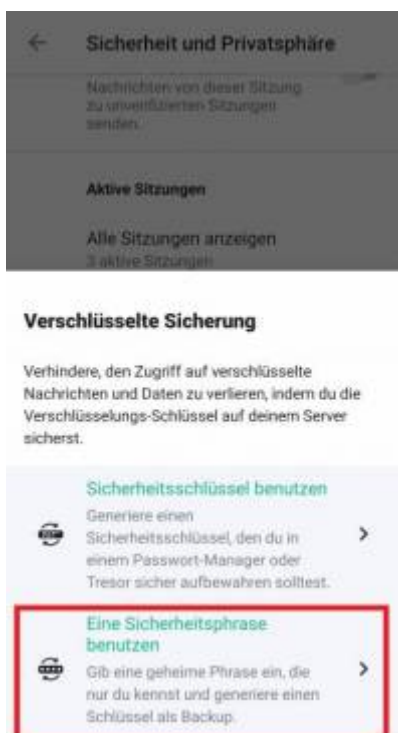 Sicherheit und Privatsphäre
Nachrichten von dieser Sitzung
zu unverifizierten Sitzungen
senden.
Aktive Sitzungen
Alle Sitzungen anzeigen
3 aktive Sitzungen
Verschlüsselte Sicherung
Verhindere, den Zugriff auf verschlüsselte
Nachrichten und Daten zu verlieren, indem du die
Verschlüsselungs-Schlüssel auf deinem Server
sicherst.
Sicherheitsschlüssel benutzen
Generiere einen
Sicherheitsschlüssel, den du in
einem Passwort-Manager oder
Tresor sicher aufbewahren solltest.
Eine Sicherheitsphrase
benutzen
Gib eine geheime Phrase ein, die
nur du kennst und generiere einen
Schlüssel als Backup.